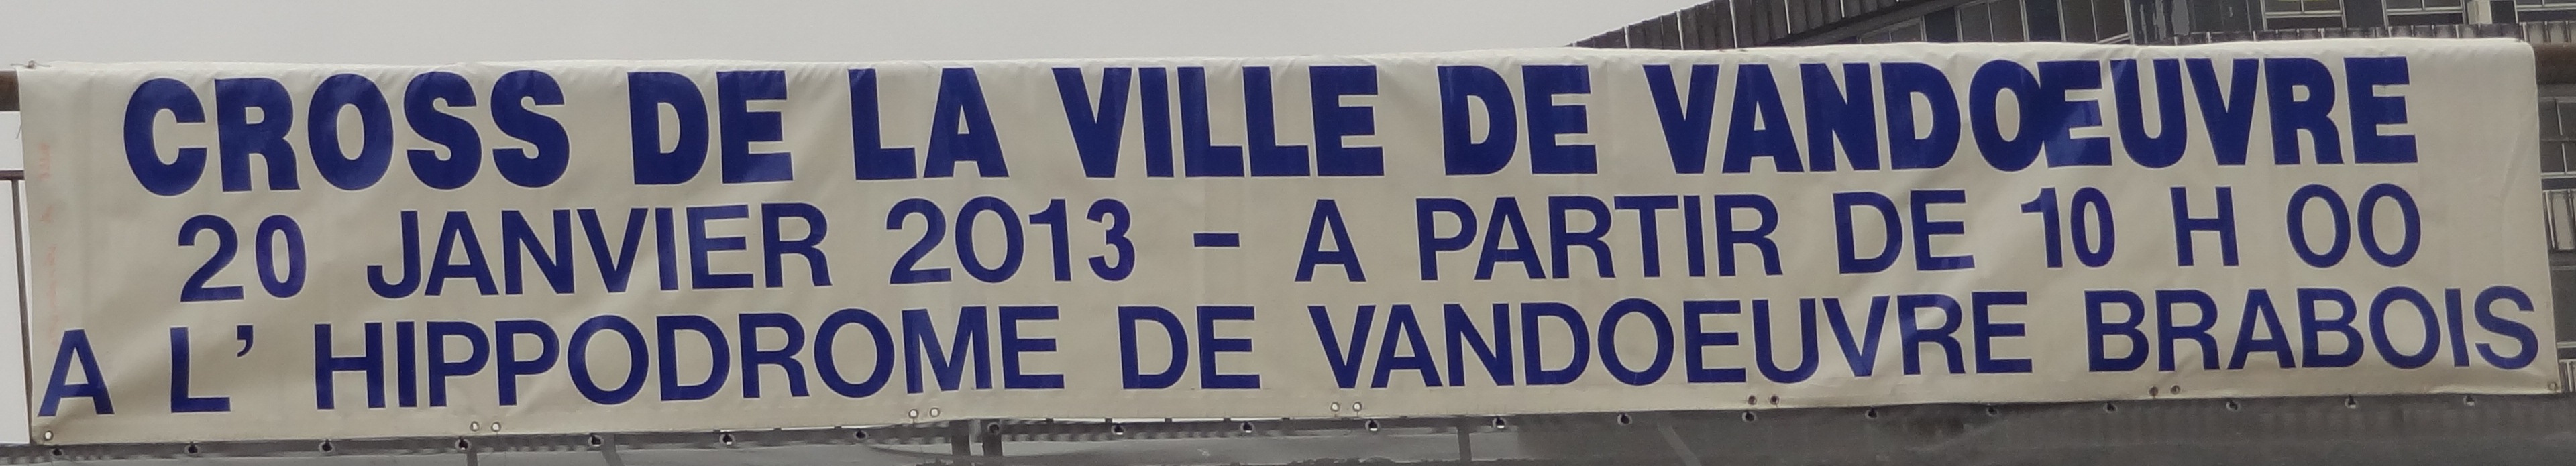 CROSS DE LA VILLE DE VANDŒUVRE
20 JANVIER 2013 - A PARTIR DE 10 H 00
A L' HIPPODROME DE VANDOEUVRE BRABOIS